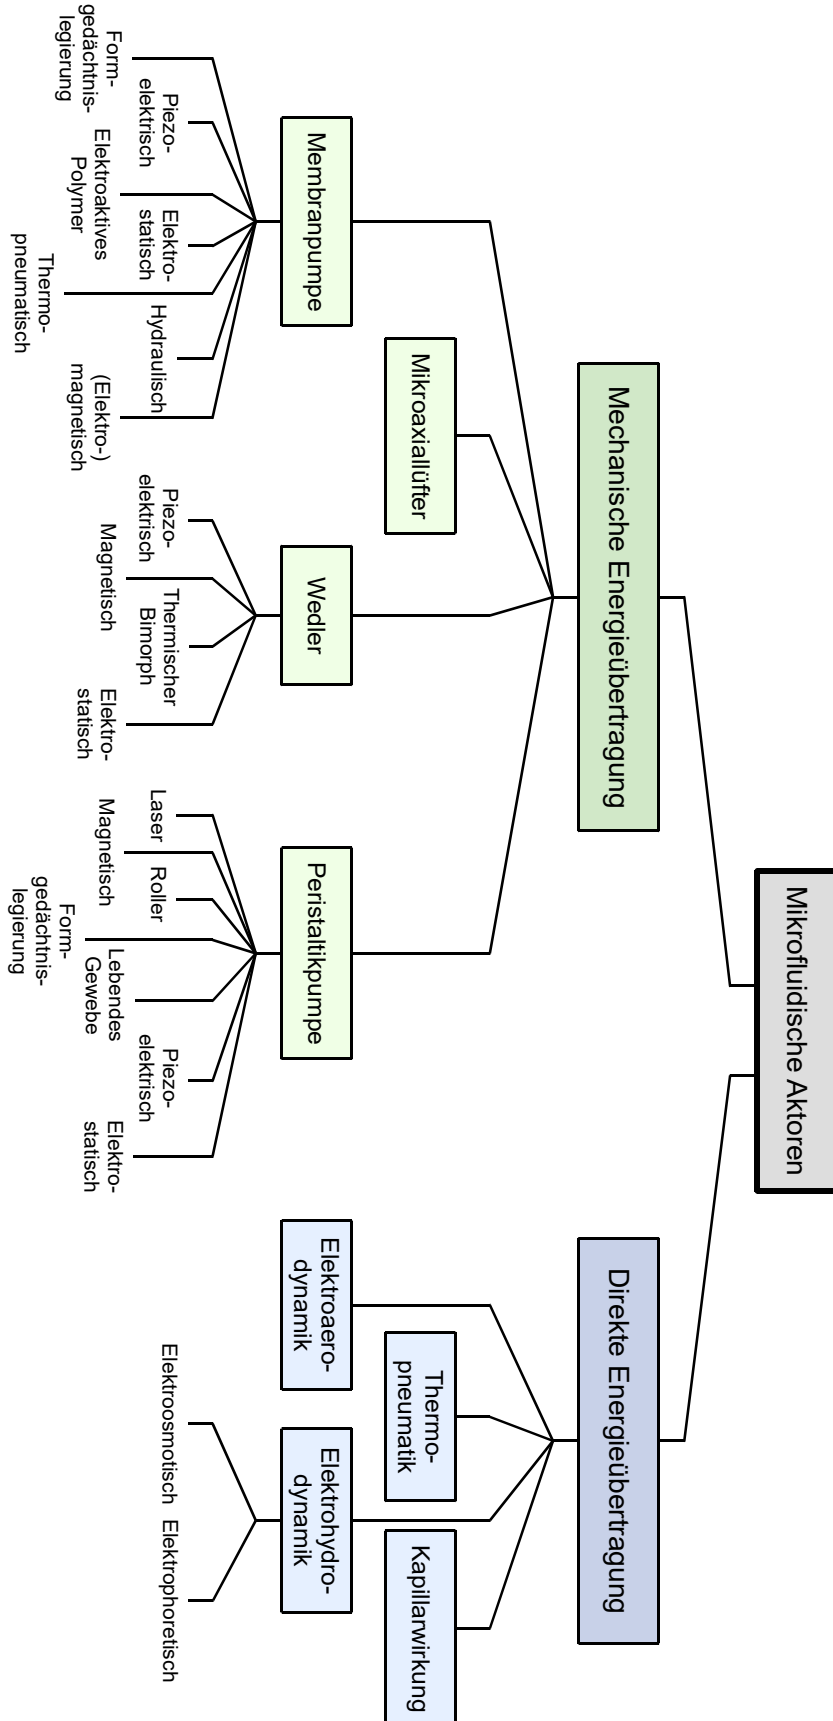 Mikrofluidische Aktoren
Mechanische Energieübertragung
Direkte Energieübertragung
Membranpumpe
Mikroaxiallüfter
Wedler
Peristaltikpumpe
Elektroaero-
dynamik
Thermo-
pneumatik
Elektrohydro-
dynamik
Kapillarwirkung
Form-
gedächtnis-
legierung
Piezo-
elektrisch
Elektroaktives
Polymer
Elektro-
statisch
Thermo-
pneumatisch
Hydraulisch
(Elektro-)
magnetisch
Piezo-
elektrisch
Magnetisch
Thermischer
Bimorph
Elektro-
statisch
Laser
Magnetisch
Roller
Form-
gedächtnis-
legierung
Lebendes
Gewebe
Piezo-
elektrisch
Elektro-
statisch
Elektroosmotisch
Elektrophoretisch